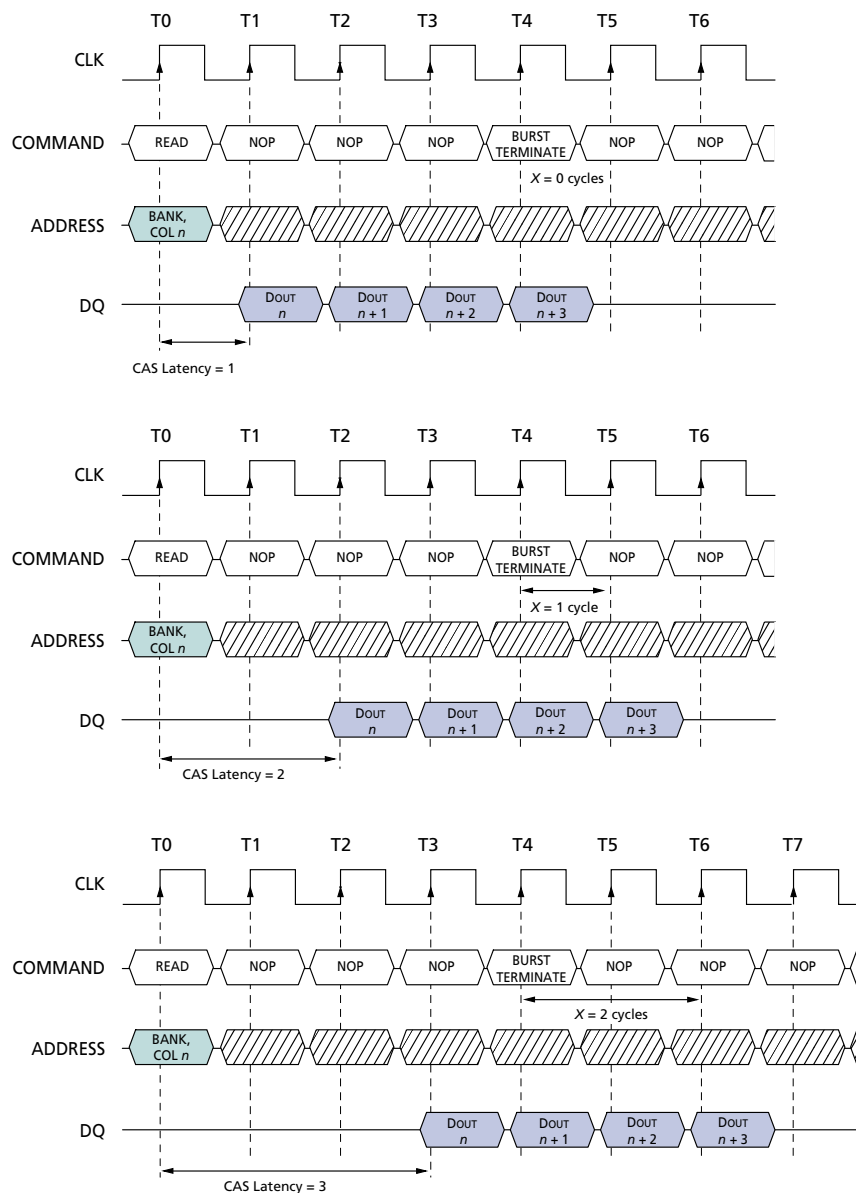 T0 T1 T2 T3 T4 T5 T6
CLK
COMMAND READ NOP NOP NOP BURST TERMINATE NOP NOP
X = 0 cycles
ADDRESS BANK, COL n
DQ DOUT n DOUT n + 1 DOUT n + 2 DOUT n + 3
CAS Latency = 1
T0 T1 T2 T3 T4 T5 T6
CLK
COMMAND READ NOP NOP NOP BURST TERMINATE NOP NOP
X = 1 cycle
ADDRESS BANK, COL n
DQ DOUT n DOUT n + 1 DOUT n + 2 DOUT n + 3
CAS Latency = 2
T0 T1 T2 T3 T4 T5 T6 T7
CLK
COMMAND READ NOP NOP NOP BURST TERMINATE NOP NOP NOP
X = 2 cycles
ADDRESS BANK, COL n
DQ DOUT n DOUT n + 1 DOUT n + 2 DOUT n + 3
CAS Latency = 3